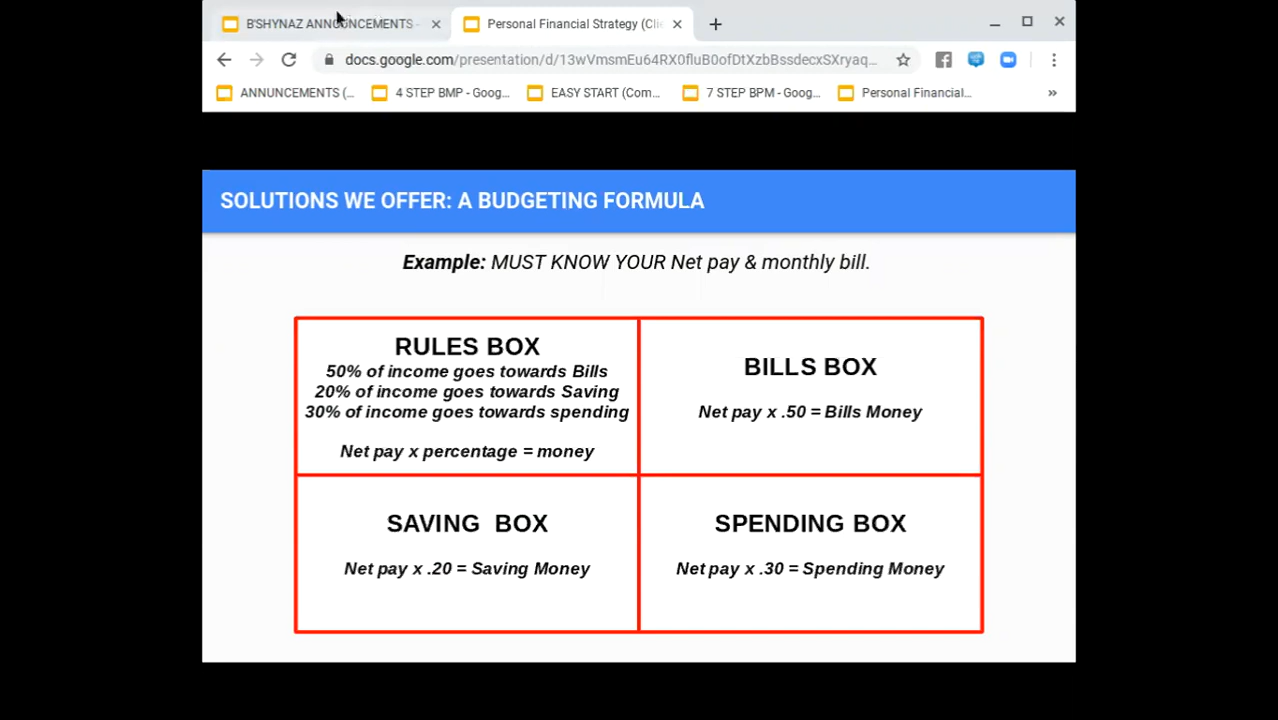 B'SHYNAZ ANNOUNCEMENTS -
Personal Financial Strategy (Clie
docs.google.com/presentation/d/13wVmsmEu64RX0fluB0ofDtXzbBssdecxSXryaq...
ANNUNCEMENTS (...
4 STEP BMP - Goog...
EASY START (Com...
7 STEP BPM - Goog...
Personal Financial...
SOLUTIONS WE OFFER: A BUDGETING FORMULA
Example: MUST KNOW YOUR Net pay & monthly bill.
RULES BOX
50% of income goes towards Bills
20% of income goes towards Saving
30% of income goes towards spending
Net pay x percentage = money
BILLS BOX
Net pay x .50 = Bills Money
SAVING BOX
Net pay x .20 = Saving Money
SPENDING BOX
Net pay x .30 = Spending Money